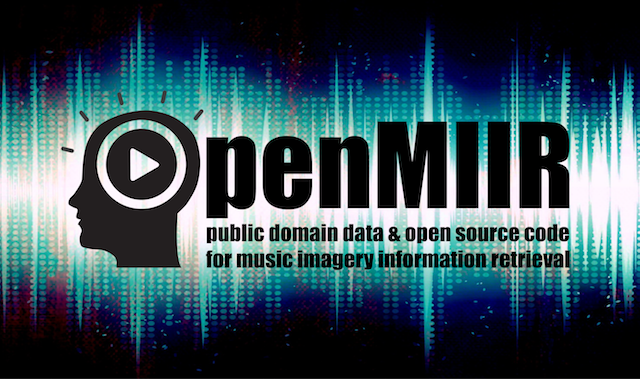 OpenMIIR
public domain data & open source code
for music imagery information retrieval